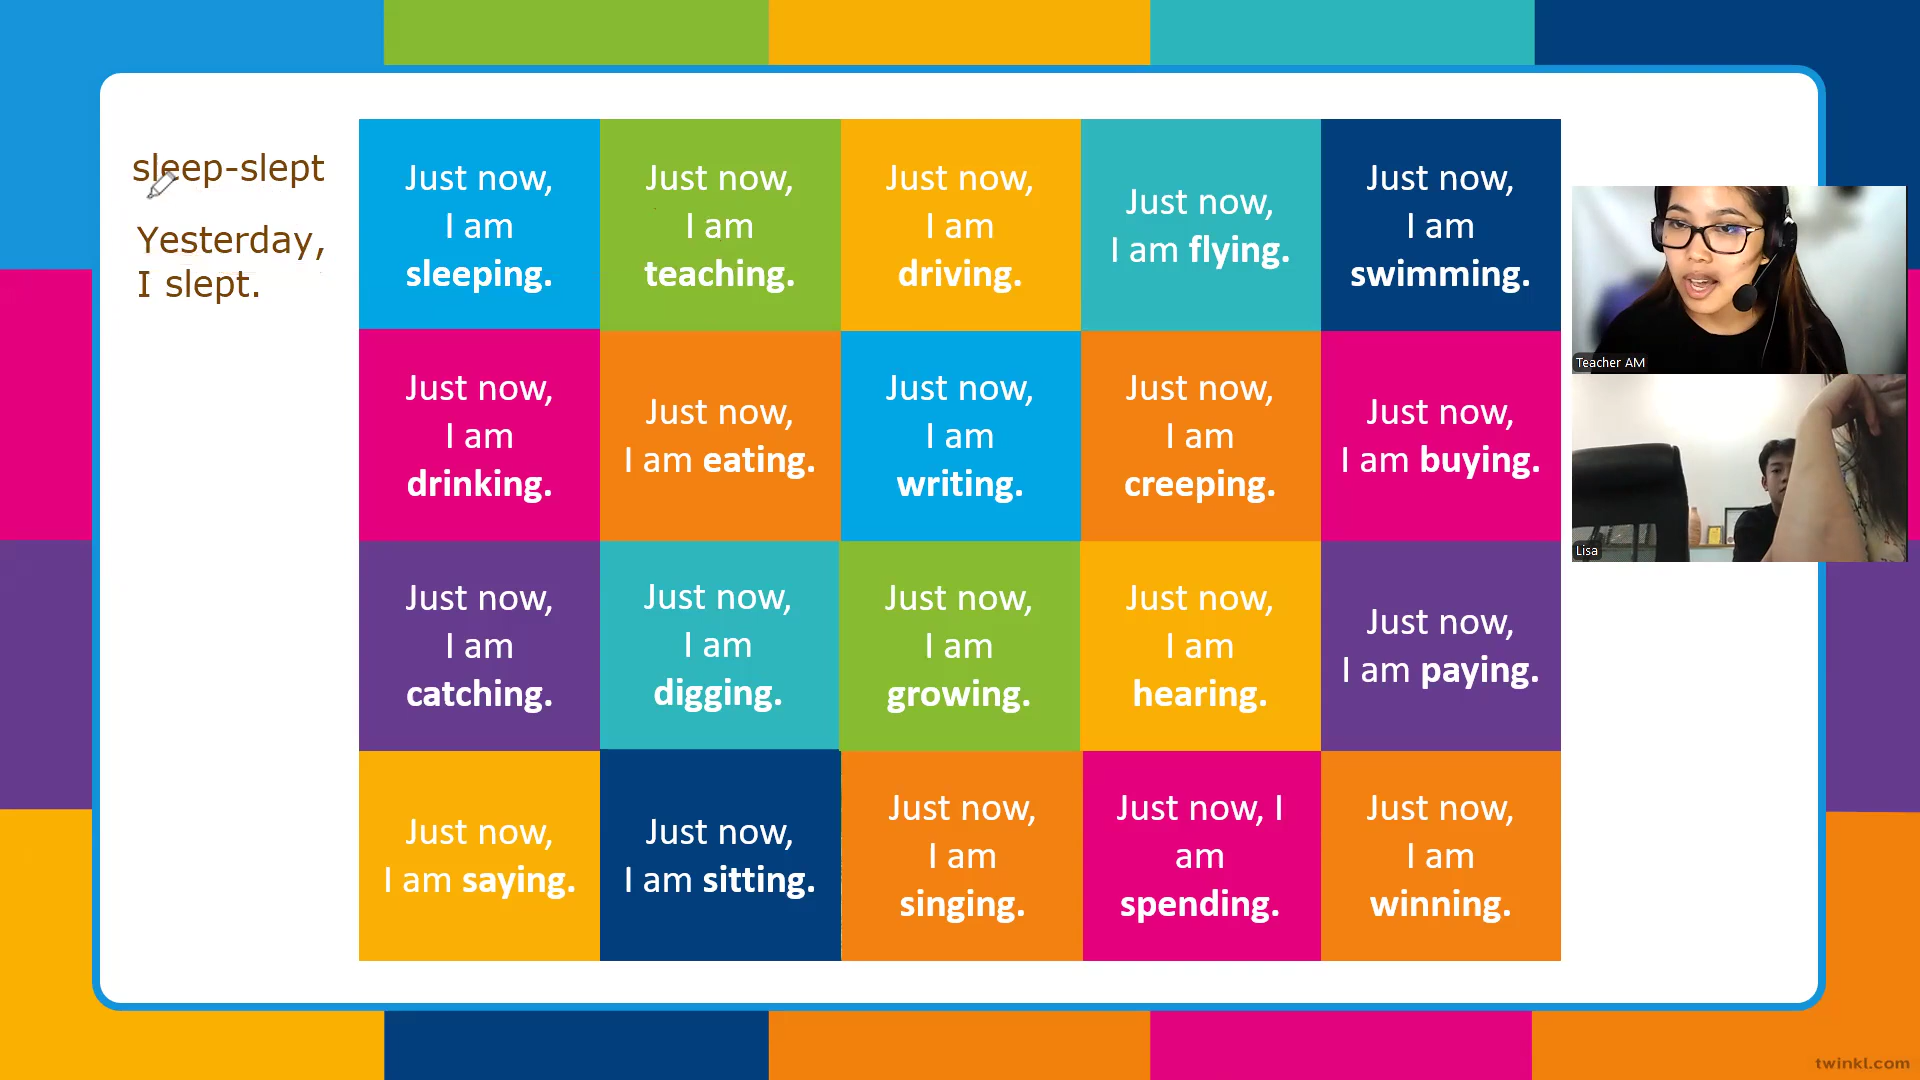 sleep-slept
Yesterday,
I slept.
Just now,
I am
sleeping.
Just now,
I am
teaching.
Just now,
I am
driving.
Just now,
I am flying.
Just now,
I am
swimming.
Just now,
I am
drinking.
Just now,
I am eating.
Just now,
I am
writing.
Just now,
I am
creeping.
Just now,
I am buying.
Just now,
I am
catching.
Just now,
I am
digging.
Just now,
I am
growing.
Just now,
I am
hearing.
Just now,
I am paying.
Just now,
I am saying.
Just now,
I am sitting.
Just now,
I am
singing.
Just now, I
am
spending.
Just now,
I am
winning.
Teacher AM
Lisa
twinkl.com